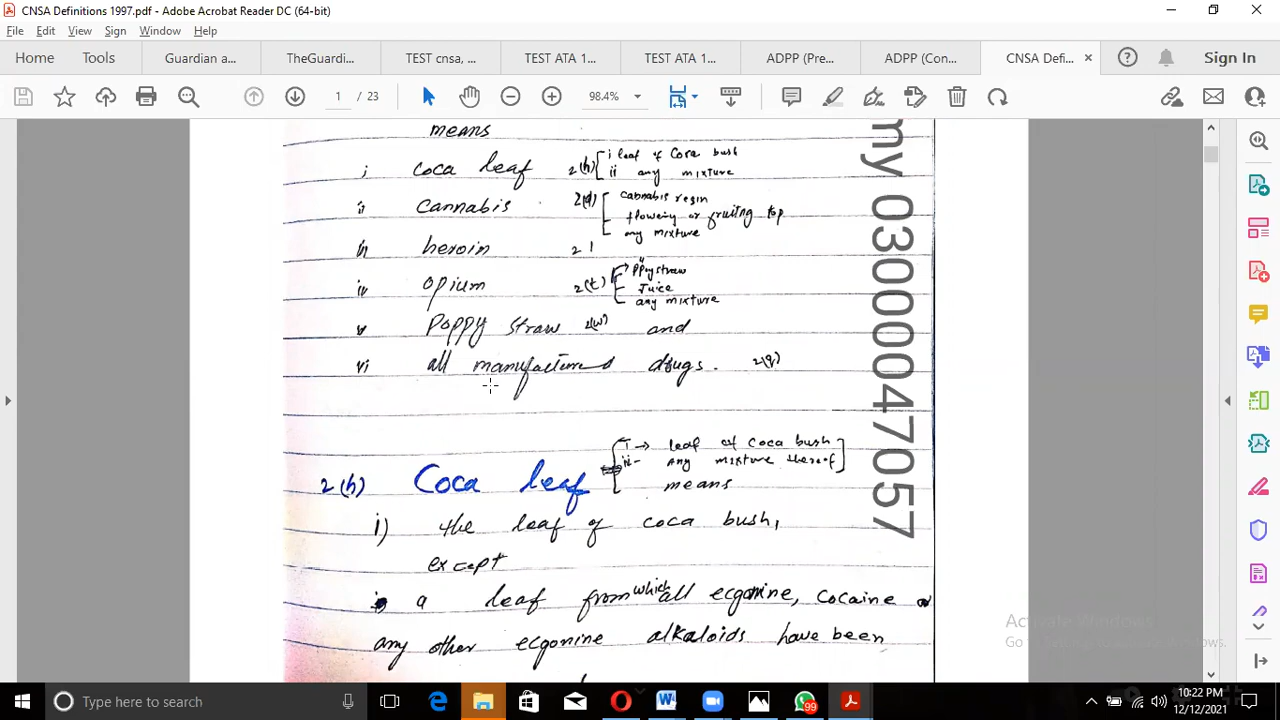 CNSA Definitions 1997.pdf - Adobe Acrobat Reader DC (64-bit)
File Edit View Sign Window Help
Home Tools Guardian a... TheGuardi... TEST cnsa, ... TEST ATA 1... TEST ATA 1... ADPP (Pre... ADPP (Con... CNSA Defi... × Sign In
1 / 23 98.4%
means
i coca leaf 2(h) [ i leaf of Coca bush
ii any mixture
ii cannabis 2(d) [ cannabis resin
flowering or fruiting top
any mixture
iii heroin 2 l
iv opium 2(t) [ Poppy straw
Juice
any mixture
v Poppy straw 2(w) and
vi all manufactured drugs. 2(q)
2(h) Coca leaf [ I → leaf of coca bush ]
ii - Any mixture thereof
means
i) the leaf of coca bush,
except
a leaf from which all ecgonine, cocaine or
any other ecgonine alkaloids have been
my 03000047057
Activate Windows
Type here to search
99
10:22 PM
12/12/2021